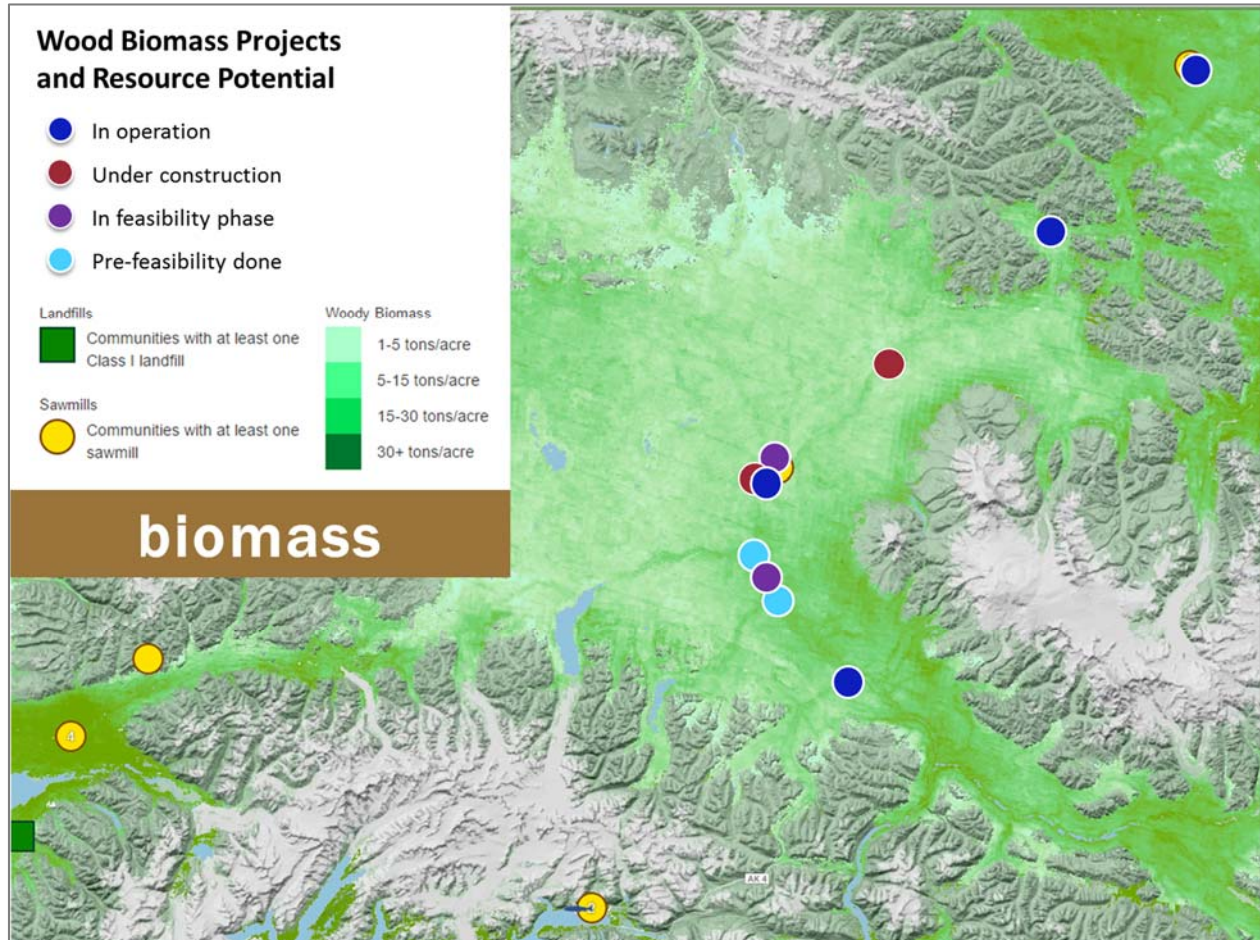 Wood Biomass Projects
and Resource Potential
In operation
Under construction
In feasibility phase
Pre-feasibility done
Landfills
Communities with at least one
Class I landfill
Sawmills
Communities with at least one
sawmill
Woody Biomass
1-5 tons/acre
5-15 tons/acre
15-30 tons/acre
30+ tons/acre
biomass
4
AK 4